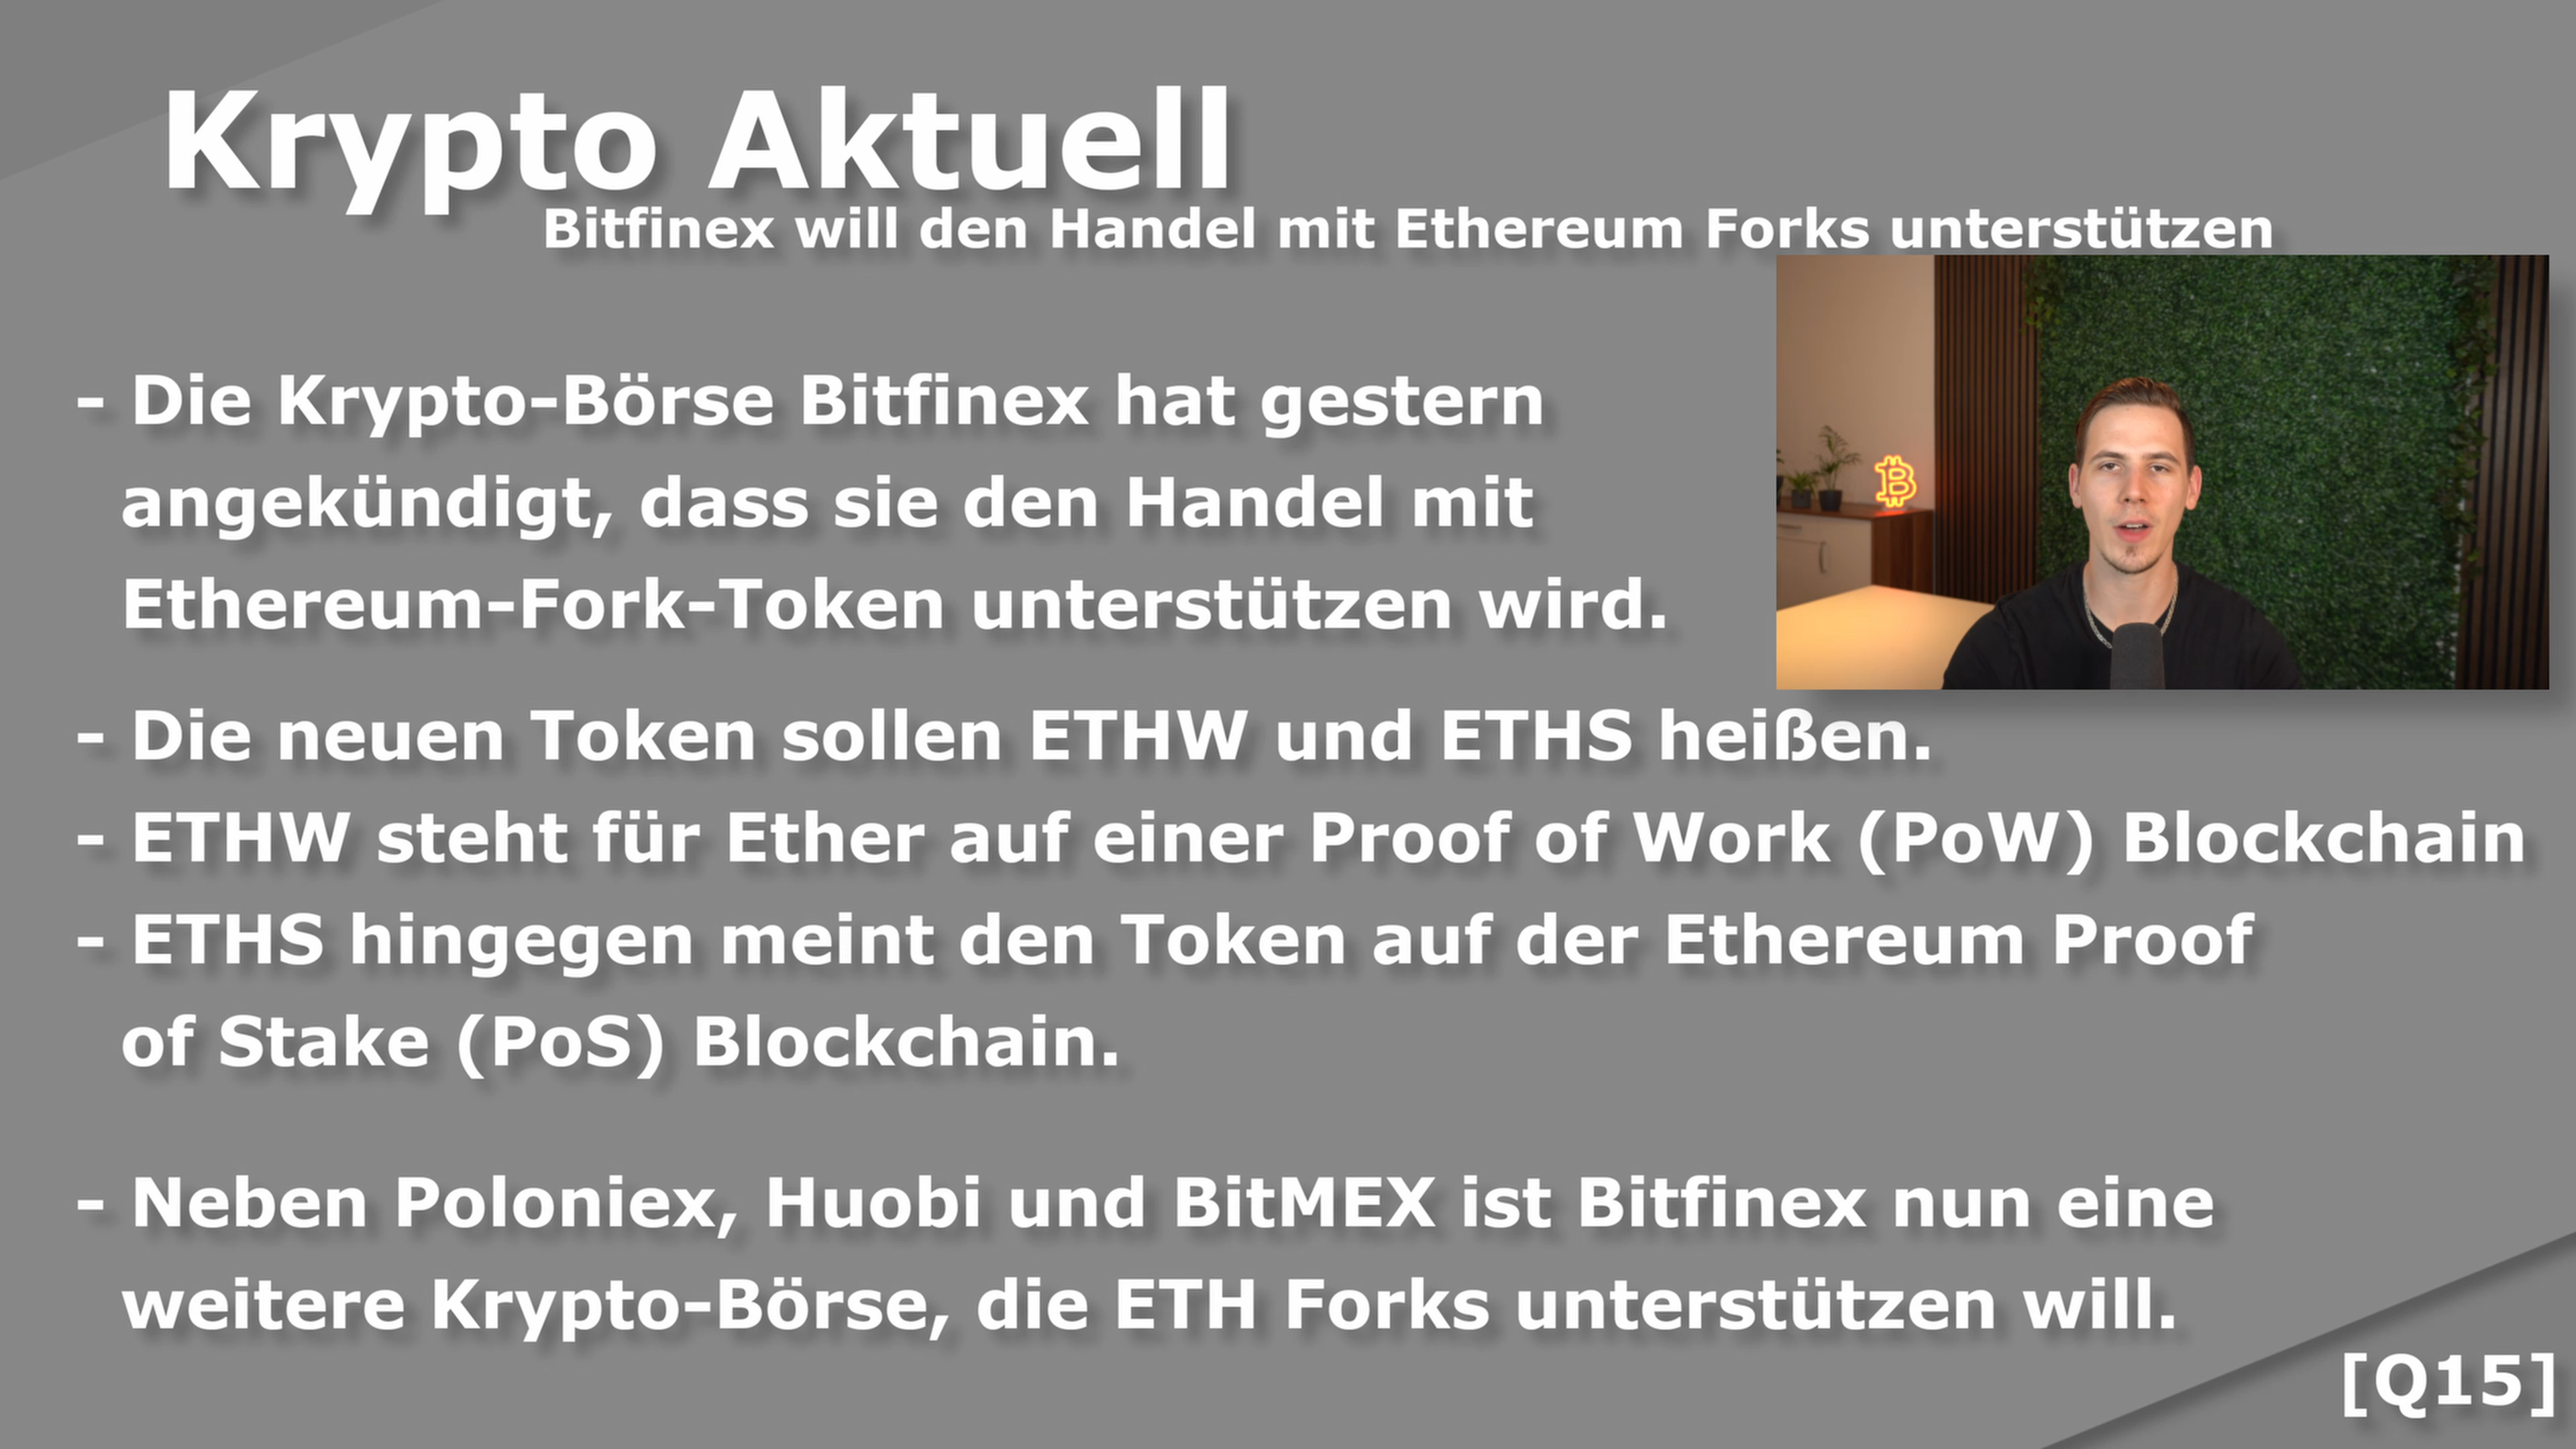 Krypto Aktuell
Bitfinex will den Handel mit Ethereum Forks unterstützen
- Die Krypto-Börse Bitfinex hat gestern
angekündigt, dass sie den Handel mit
Ethereum-Fork-Token unterstützen wird.
- Die neuen Token sollen ETHW und ETHS heißen.
- ETHW steht für Ether auf einer Proof of Work (PoW) Blockchain
- ETHS hingegen meint den Token auf der Ethereum Proof
of Stake (PoS) Blockchain.
- Neben Poloniex, Huobi und BitMEX ist Bitfinex nun eine
weitere Krypto-Börse, die ETH Forks unterstützen will.
[Q15]